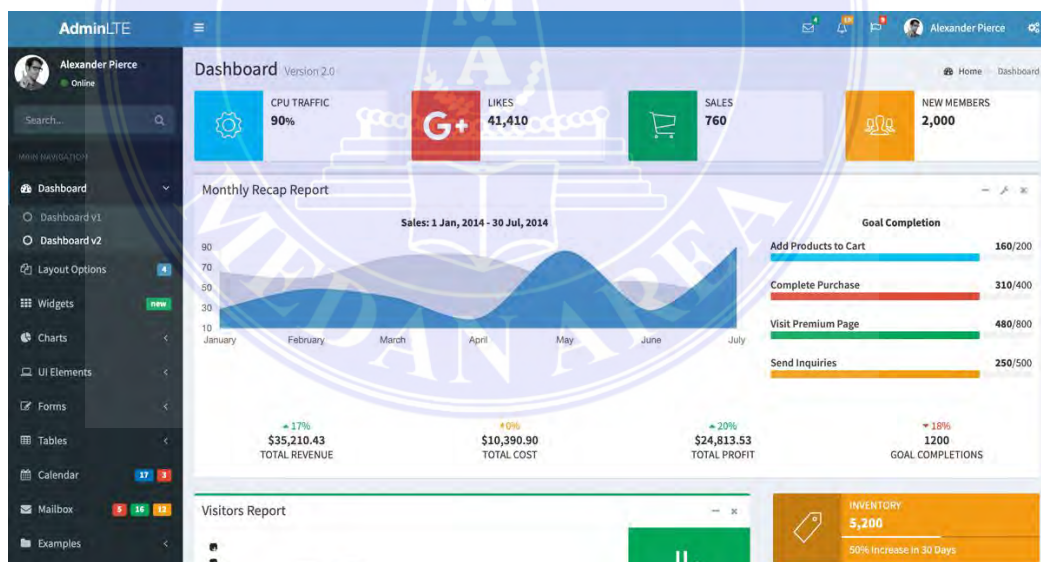 AdminLTE
Alexander Pierce
Alexander Pierce
Online
Search...
MAIN NAVIGATION
Dashboard
Dashboard v1
Dashboard v2
Layout Options 4
Widgets new
Charts
UI Elements
Forms
Tables
Calendar 17 3
Mailbox 5 16 12
Examples
Dashboard Version 2.0
Home Dashboard
CPU TRAFFIC
90%
G+
LIKES
41,410
SALES
760
NEW MEMBERS
2,000
Monthly Recap Report
Sales: 1 Jan, 2014 - 30 Jul, 2014
90
70
50
30
10
January February March April May June July
Goal Completion
Add Products to Cart 160/200
Complete Purchase 310/400
Visit Premium Page 480/800
Send Inquiries 250/500
17%
$35,210.43
TOTAL REVENUE
0%
$10,390.90
TOTAL COST
20%
$24,813.53
TOTAL PROFIT
18%
1200
GOAL COMPLETIONS
Visitors Report
INVENTORY
5,200
50% Increase in 30 Days
MEDAN AREA